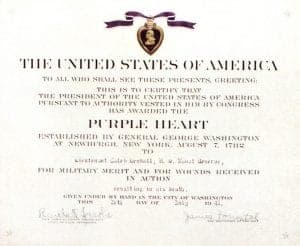 THE UNITED STATES OF AMERICA
TO ALL WHO SHALL SEE THESE PRESENTS, GREETING:
THIS IS TO CERTIFY THAT
THE PRESIDENT OF THE UNITED STATES OF AMERICA
PURSUANT TO AUTHORITY VESTED IN HIM BY CONGRESS
HAS AWARDED THE
PURPLE HEART
ESTABLISHED BY GENERAL GEORGE WASHINGTON
AT NEWBURGH, NEW YORK, AUGUST 7, 1782
TO
Lieutenant U. S. Naval Reserve,
FOR MILITARY MERIT AND FOR WOUNDS RECEIVED
IN ACTION
resulting in his death,
GIVEN UNDER MY HAND IN THE CITY OF WASHINGTON
THIS DAY OF July